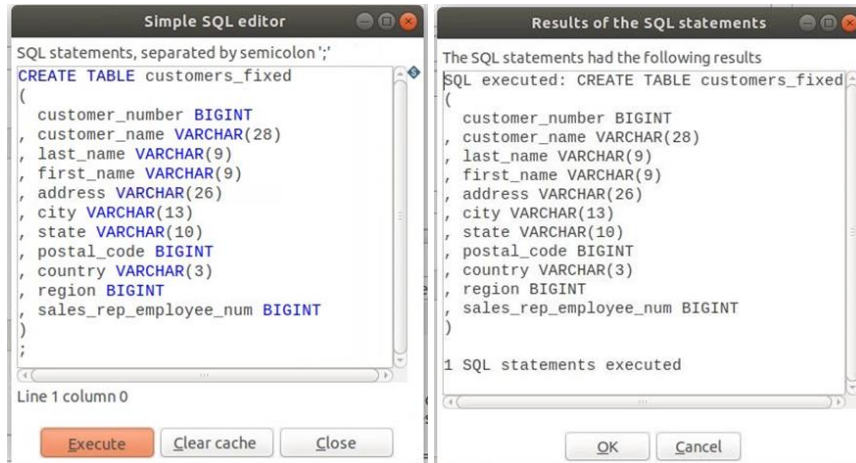 Simple SQL editor
SQL statements, separated by semicolon ';'
CREATE TABLE customers_fixed
(
  customer_number BIGINT
, customer_name VARCHAR(28)
, last_name VARCHAR(9)
, first_name VARCHAR(9)
, address VARCHAR(26)
, city VARCHAR(13)
, state VARCHAR(10)
, postal_code BIGINT
, country VARCHAR(3)
, region BIGINT
, sales_rep_employee_num BIGINT
)
;
Line 1 column 0
Execute
Clear cache
Close
Results of the SQL statements
The SQL statements had the following results
SQL executed: CREATE TABLE customers_fixed
(
  customer_number BIGINT
, customer_name VARCHAR(28)
, last_name VARCHAR(9)
, first_name VARCHAR(9)
, address VARCHAR(26)
, city VARCHAR(13)
, state VARCHAR(10)
, postal_code BIGINT
, country VARCHAR(3)
, region BIGINT
, sales_rep_employee_num BIGINT
)
1 SQL statements executed
OK
Cancel